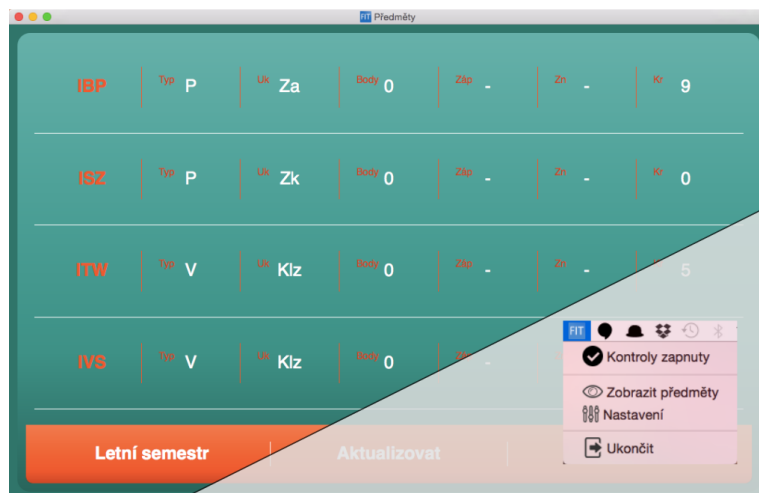 FIT Předměty
IBP Typ P Uk Za Body 0 Záp - Zn - Kr 9
ISZ Typ P Uk Zk Body 0 Záp - Zn - Kr 0
ITW Typ V Uk Klz Body 0 Záp - Zn - 5
IVS Typ V Uk Klz Body 0 -
FIT
Kontroly zapnuty
Zobrazit předměty
Nastavení
Ukončit
Letní semestr Aktualizovat